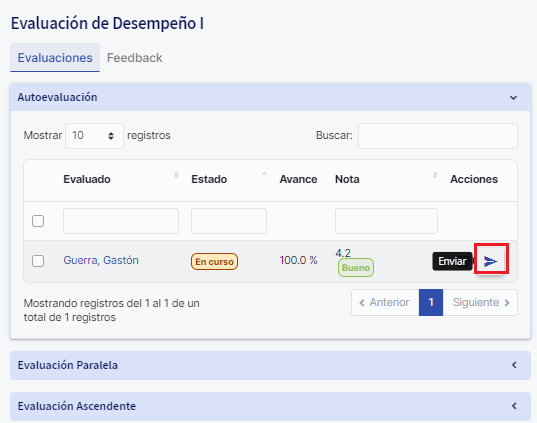 Evaluación de Desempeño I
Evaluaciones Feedback
Autoevaluación
Mostrar 10 registros Buscar:
Evaluado Estado Avance Nota Acciones
Guerra, Gastón En curso 100.0 % 4.2 Bueno Enviar
Mostrando registros del 1 al 1 de un
total de 1 registros
Anterior 1 Siguiente
Evaluación Paralela
Evaluación Ascendente